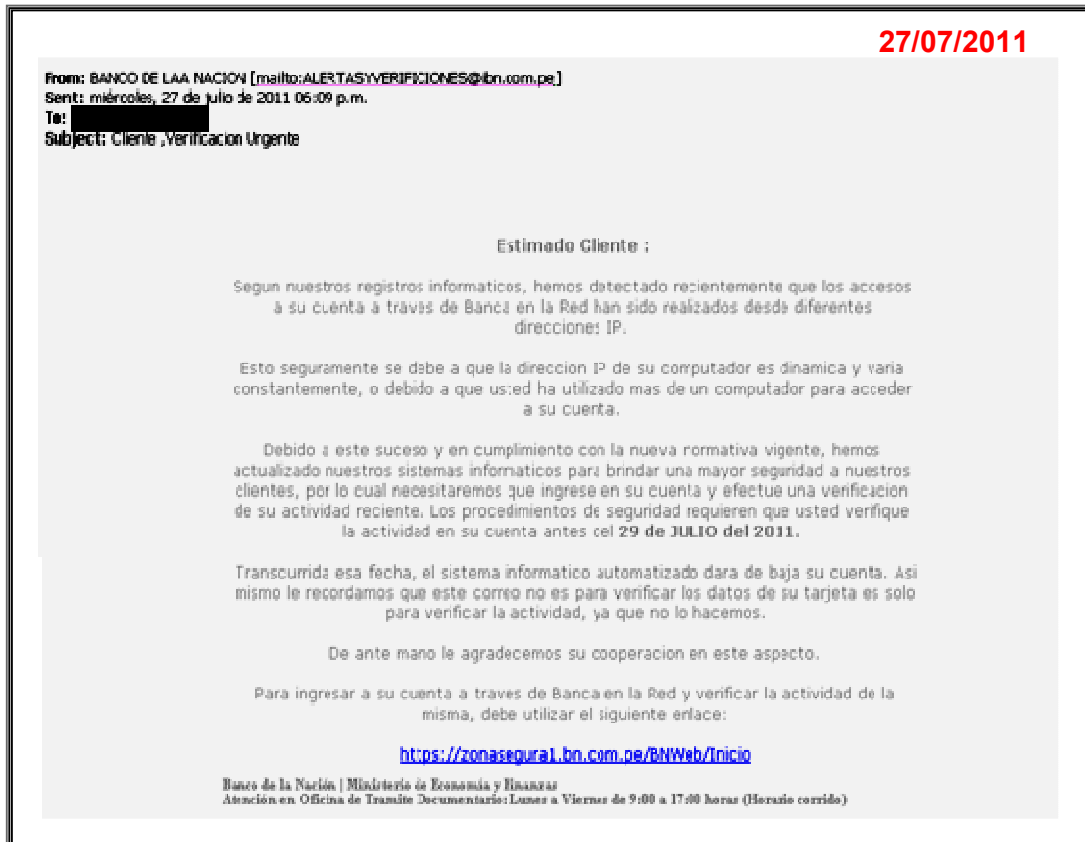 27/07/2011
From: BANCO DE LAA NACION [mailto:ALERTASYVERIFICIONES@bn.com.pe]
Sent: miércoles, 27 de julio de 2011 06:09 p.m.
To:
Subject: Cliente ,Verificacion Urgente
Estimado Cliente :
Segun nuestros registros informaticos, hemos detectado recientemente que los accesos
a su cuenta a traves de Banca en la Red han sido realizados desde diferentes
direcciones IP.
Esto seguramente se debe a que la direccion IP de su computador es dinamica y varia
constantemente, o debido a que usted ha utilizado mas de un computador para acceder
a su cuenta.
Debido a este suceso y en cumplimiento con la nueva normativa vigente, hemos
actualizado nuestros sistemas informaticos para brindar una mayor seguridad a nuestros
clientes, por lo cual necesitaremos que ingrese en su cuenta y efectue una verificacion
de su actividad reciente. Los procedimientos de seguridad requieren que usted verifique
la actividad en su cuenta antes del 29 de JULIO del 2011.
Transcurrida esa fecha, el sistema informatico automatizado dara de baja su cuenta. Asi
mismo le recordamos que este correo no es para verificar los datos de su tarjeta es solo
para verificar la actividad, ya que no lo hacemos.
De ante mano le agradecemos su cooperacion en este aspecto.
Para ingresar a su cuenta a traves de Banca en la Red y verificar la actividad de la
misma, debe utilizar el siguiente enlace:
https://zonasegura1.bn.com.pe/BNWeb/Inicio
Banco de la Nación | Ministerio de Economía y Finanzas
Atención en Oficina de Tramite Documentario: Lunes a Viernes de 9:00 a 17:00 horas (Horario corrido)